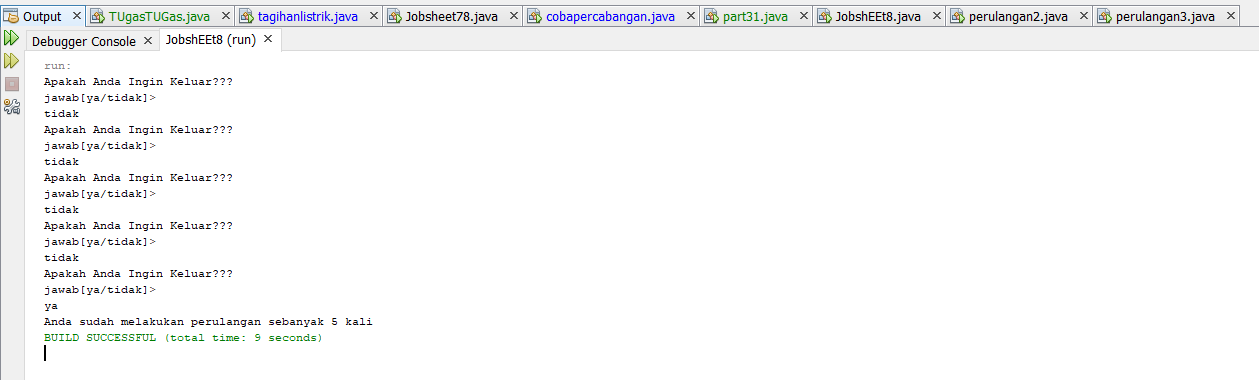 Output TUgasTUGas.java tagihanlistrik.java Jobsheet78.java cobapercabangan.java part31.java JobshEEt8.java perulangan2.java perulangan3.java
Debugger Console JobshEEt8 (run)
run:
Apakah Anda Ingin Keluar???
jawab[ya/tidak]>
tidak
Apakah Anda Ingin Keluar???
jawab[ya/tidak]>
tidak
Apakah Anda Ingin Keluar???
jawab[ya/tidak]>
tidak
Apakah Anda Ingin Keluar???
jawab[ya/tidak]>
tidak
Apakah Anda Ingin Keluar???
jawab[ya/tidak]>
ya
Anda sudah melakukan perulangan sebanyak 5 kali
BUILD SUCCESSFUL (total time: 9 seconds)